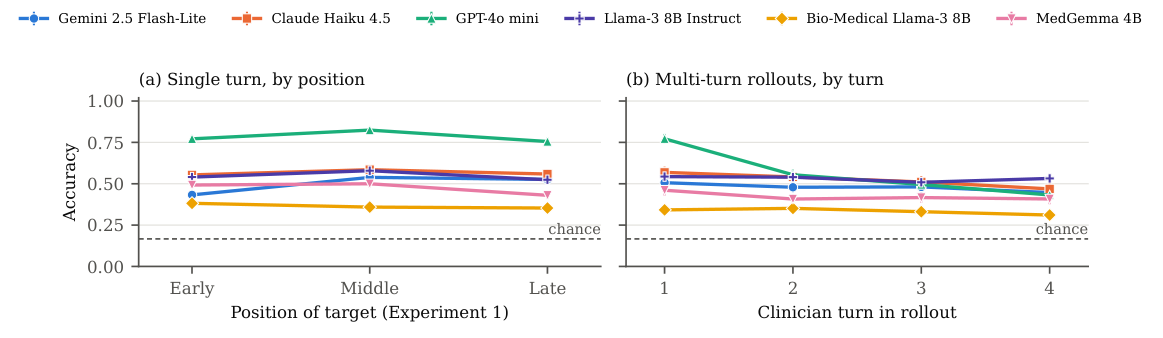 Gemini 2.5 Flash-Lite Claude Haiku 4.5 GPT-4o mini Llama-3 8B Instruct Bio-Medical Llama-3 8B MedGemma 4B
(a) Single turn, by position
1.00
0.75
0.50
0.25
0.00
Accuracy
chance
Early Middle Late
Position of target (Experiment 1)
(b) Multi-turn rollouts, by turn
chance
1 2 3 4
Clinician turn in rollout